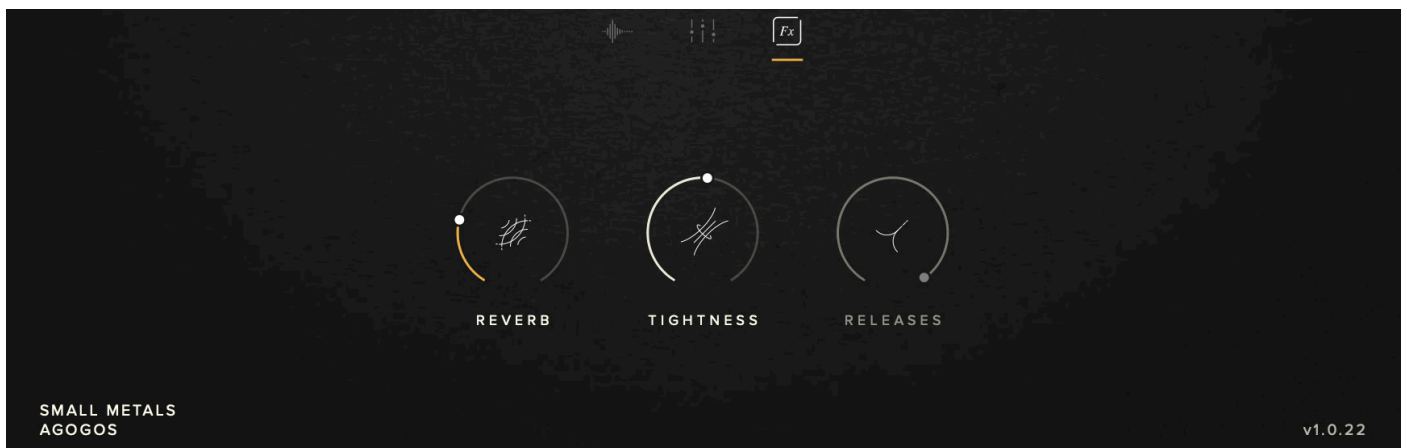 Fx
REVERB
TIGHTNESS
RELEASES
SMALL METALS
AGOGOS
v1.0.22